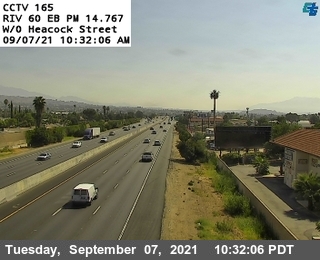 CCTV 165
RIV 60 EB PM 14.767
W/O Heacock Street
09/07/21 10:32:06 AM
Tuesday, September 07, 2021 10:32:06 PDT